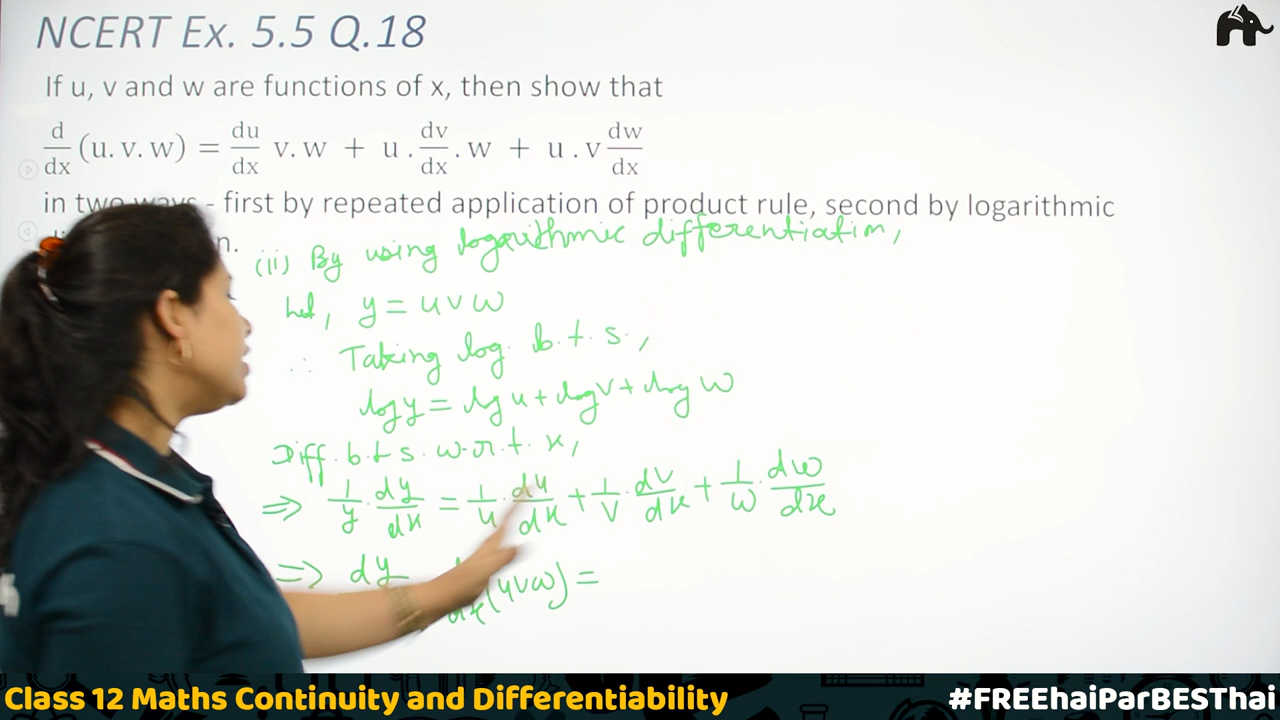 NCERT Ex. 5.5 Q.18
If u, v and w are functions of x, then show that
d/dx (u. v. w) = du/dx v. w + u . dv/dx . w + u . v dw/dx
in two ways - first by repeated application of product rule, second by logarithmic
n.
(ii) By using logarithmic differentiation,
Let, y = uvw
∴ Taking log. b.t.s.,
log y = log u + log v + log w
Diff. b.t.s. w.r.t. x,
⇒ 1/y . dy/dx = 1/u . du/dx + 1/v . dv/dx + 1/w . dw/dx
⇒ dy (uvw) =
Class 12 Maths Continuity and Differentiability
#FREEhaiParBESThai